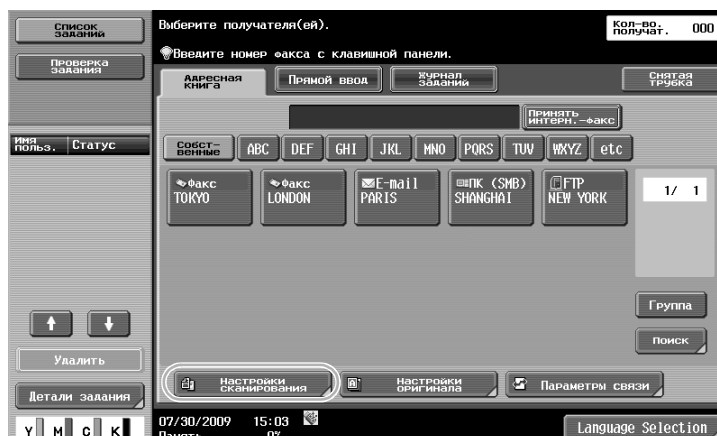 Список
заданий
Проверка
задания
Имя
польз.
Статус
Удалить
Детали задания
Y M C K
Выберите получателя(ей).
Кол-во.
получат.
000
Введите номер факса с клавишной панели.
Адресная
книга
Прямой ввод
Журнал
заданий
Снятая
трубка
Принять
интерн.-факс
Собст-
венные
ABC
DEF
GHI
JKL
MNO
PQRS
TUV
WXYZ
etc
Факс
TOKYO
Факс
LONDON
E-mail
PARIS
ПК (SMB)
SHANGHAI
FTP
NEW YORK
1/ 1
Группа
Поиск
Настройки
сканирования
Настройки
оригинала
Параметры связи
07/30/2009 15:03
Память 0%
Language Selection